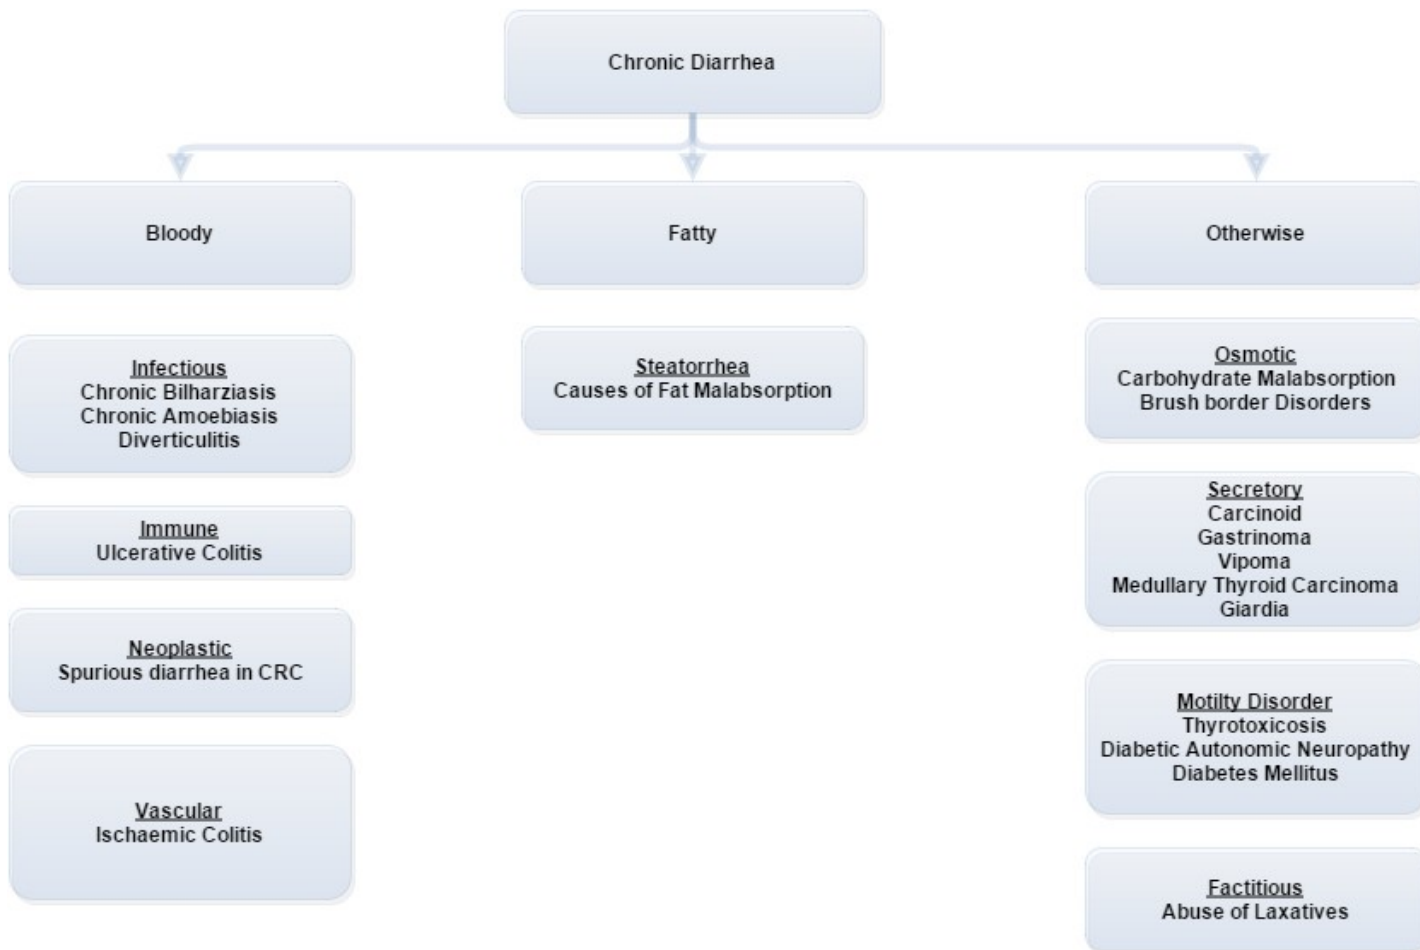 Chronic Diarrhea
Bloody
Fatty
Otherwise
Infectious
Chronic Bilharziasis
Chronic Amoebiasis
Diverticulitis
Immune
Ulcerative Colitis
Neoplastic
Spurious diarrhea in CRC
Vascular
Ischaemic Colitis
Steatorrhea
Causes of Fat Malabsorption
Osmotic
Carbohydrate Malabsorption
Brush border Disorders
Secretory
Carcinoid
Gastrinoma
Vipoma
Medullary Thyroid Carcinoma
Giardia
Motilty Disorder
Thyrotoxicosis
Diabetic Autonomic Neuropathy
Diabetes Mellitus
Factitious
Abuse of Laxatives